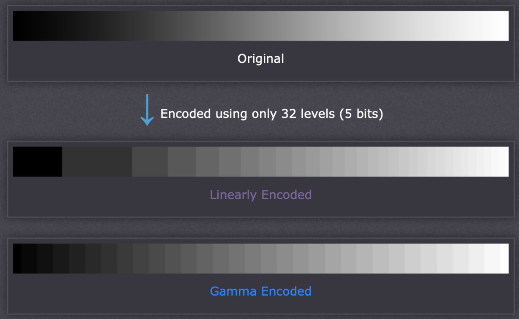 Original
Encoded using only 32 levels (5 bits)
Linearly Encoded
Gamma Encoded